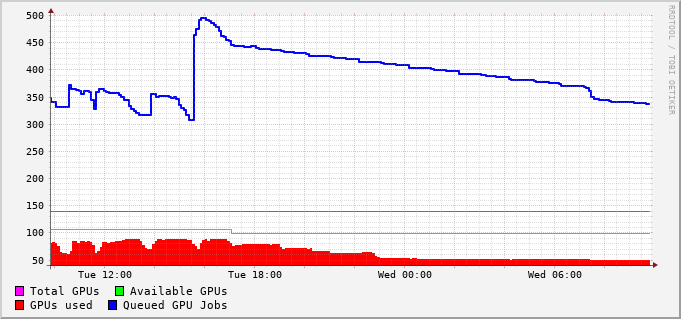 500
450
400
350
300
250
200
150
100
50
Tue 12:00 Tue 18:00 Wed 00:00 Wed 06:00
Total GPUs Available GPUs
GPUs used Queued GPU Jobs
RRDTOOL / TOBI OETIKER